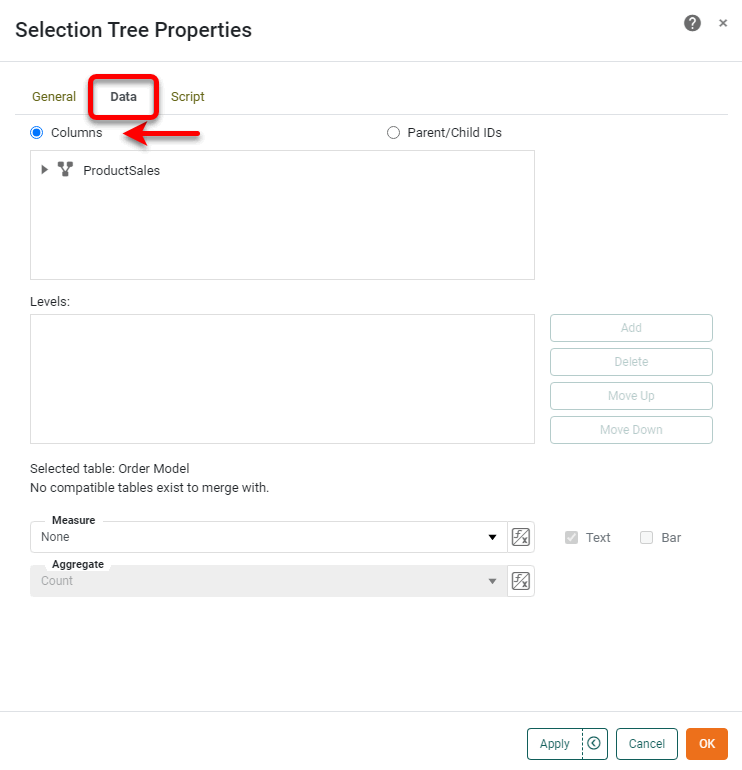 Selection Tree Properties
General Data Script
Columns Parent/Child IDs
ProductSales
Levels:
Add
Delete
Move Up
Move Down
Selected table: Order Model
No compatible tables exist to merge with.
Measure
None Text Bar
Aggregate
Count
Apply Cancel OK